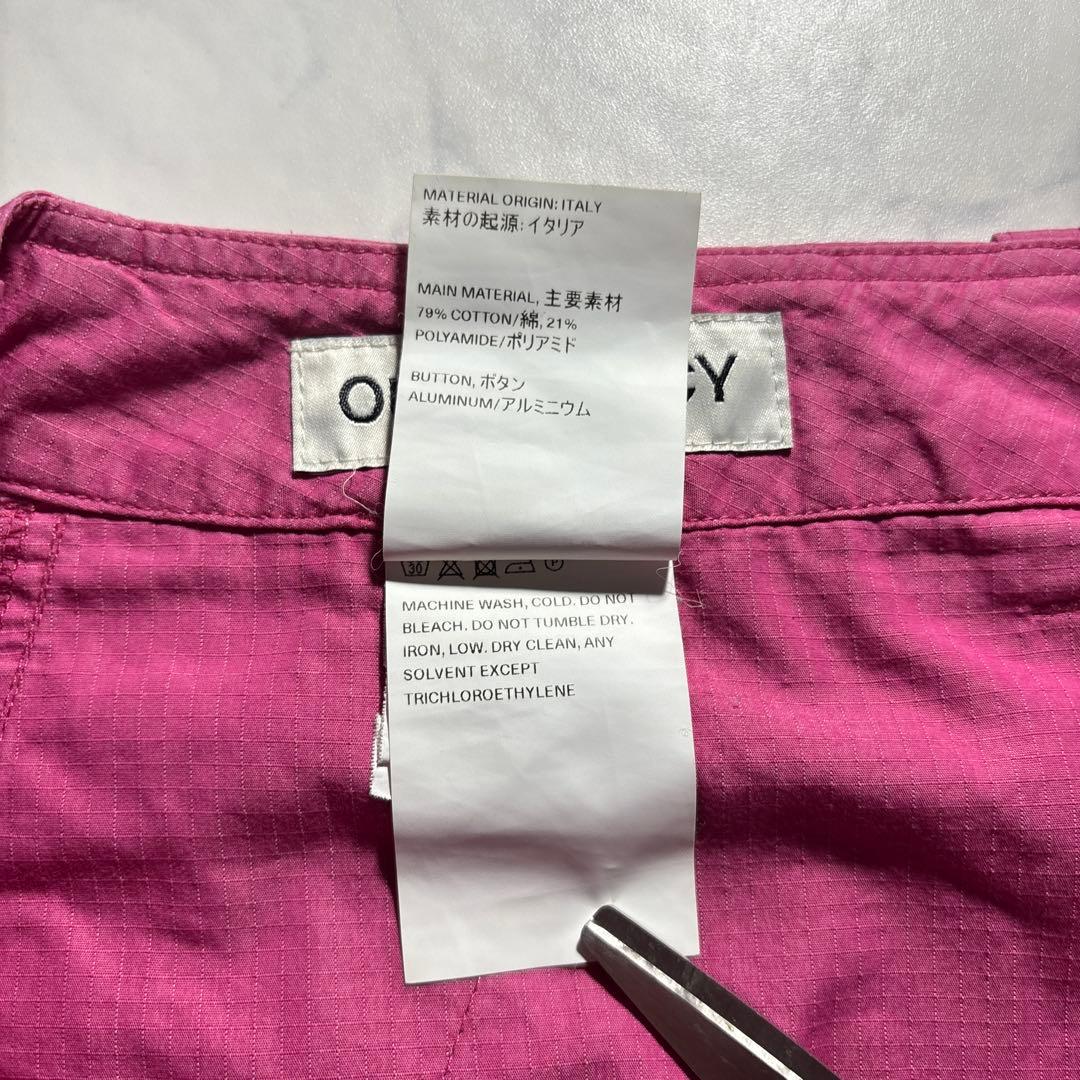 MATERIAL ORIGIN: ITALY
素材の起源: イタリア
MAIN MATERIAL, 主要素材
79% COTTON/綿, 21%
POLYAMIDE/ポリアミド
BUTTON, ボタン
ALUMINUM/アルミニウム
30 P
MACHINE WASH, COLD. DO NOT
BLEACH. DO NOT TUMBLE DRY.
IRON, LOW. DRY CLEAN, ANY
SOLVENT EXCEPT
TRICHLOROETHYLENE